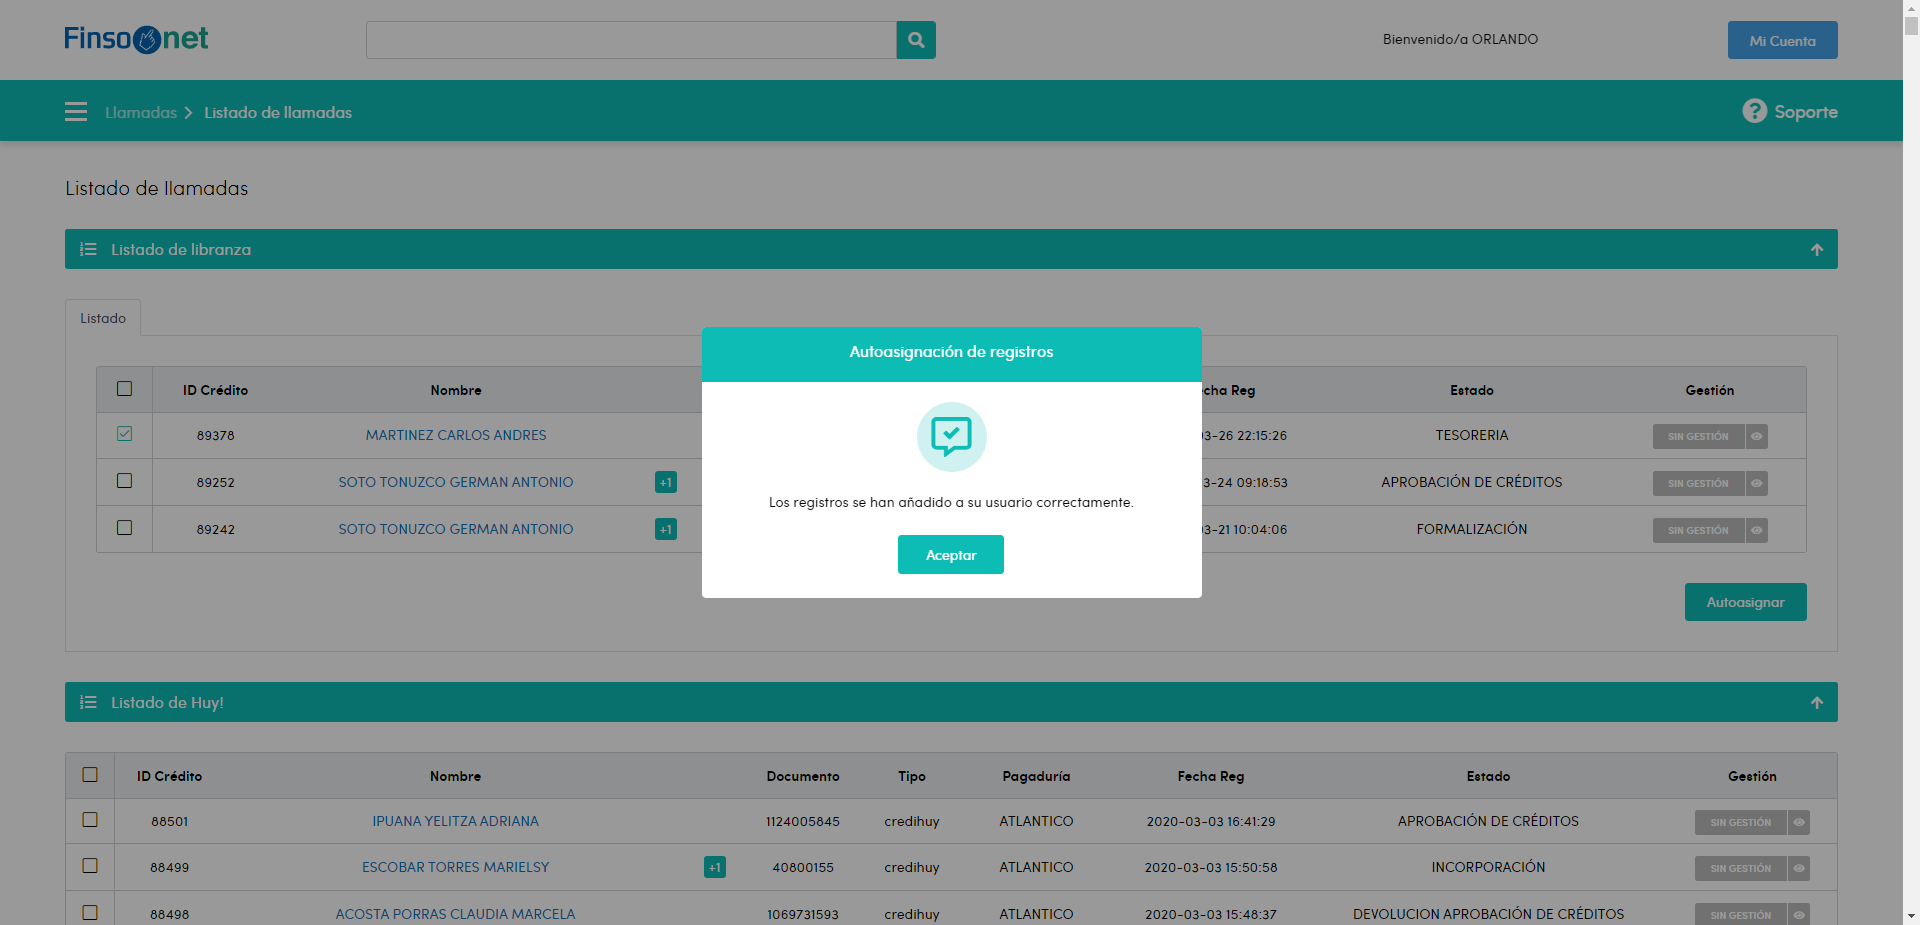 Finsonet
Bienvenido/a ORLANDO
Mi Cuenta
Llamadas
Listado de llamadas
? Soporte
Listado de llamadas
Listado de libranza
Listado
Autoasignación de registros
Los registros se han añadido a su usuario correctamente.
Aceptar
ID Crédito Nombre cha Reg Estado Gestión
89378 MARTINEZ CARLOS ANDRES 3-26 22:15:26 TESORERIA SIN GESTIÓN
89252 SOTO TONUZCO GERMAN ANTONIO +1 3-24 09:18:53 APROBACIÓN DE CRÉDITOS SIN GESTIÓN
89242 SOTO TONUZCO GERMAN ANTONIO +1 3-21 10:04:06 FORMALIZACIÓN SIN GESTIÓN
Autoasignar
Listado de Huy!
ID Crédito Nombre Documento Tipo Pagaduría Fecha Reg Estado Gestión
88501 IPUANA YELITZA ADRIANA 1124005845 credihuy ATLANTICO 2020-03-03 16:41:29 APROBACIÓN DE CRÉDITOS SIN GESTIÓN
88499 ESCOBAR TORRES MARIELSY +1 40800155 credihuy ATLANTICO 2020-03-03 15:50:58 INCORPORACIÓN SIN GESTIÓN
88498 ACOSTA PORRAS CLAUDIA MARCELA 1069731593 credihuy ATLANTICO 2020-03-03 15:48:37 DEVOLUCION APROBACIÓN DE CRÉDITOS SIN GESTIÓN